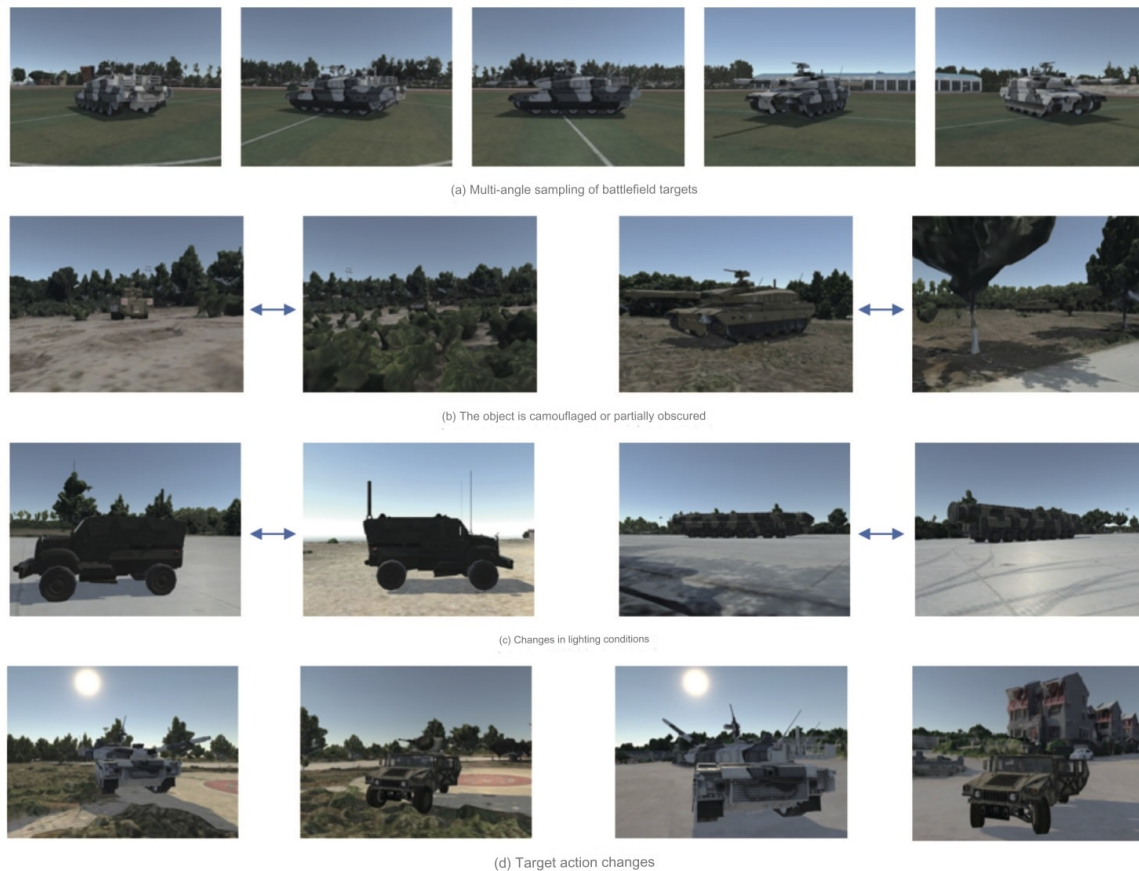 (a) Multi-angle sampling of battlefield targets
(b) The object is camouflaged or partially obscured
(c) Changes in lighting conditions
(d) Target action changes